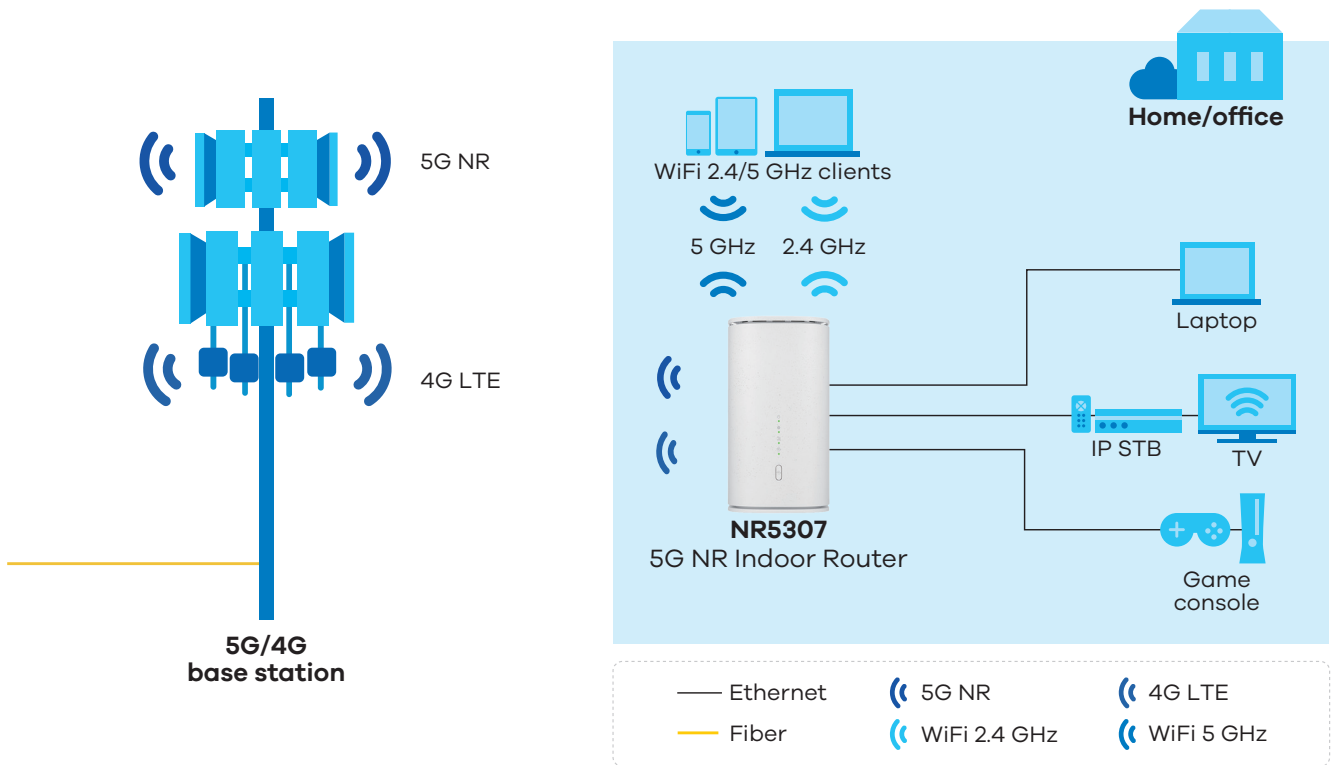 5G NR
4G LTE
5G/4G
base station
Home/office
WiFi 2.4/5 GHz clients
5 GHz
2.4 GHz
NR5307
5G NR Indoor Router
Laptop
IP STB
TV
Game
console
Ethernet
5G NR
4G LTE
Fiber
WiFi 2.4 GHz
WiFi 5 GHz